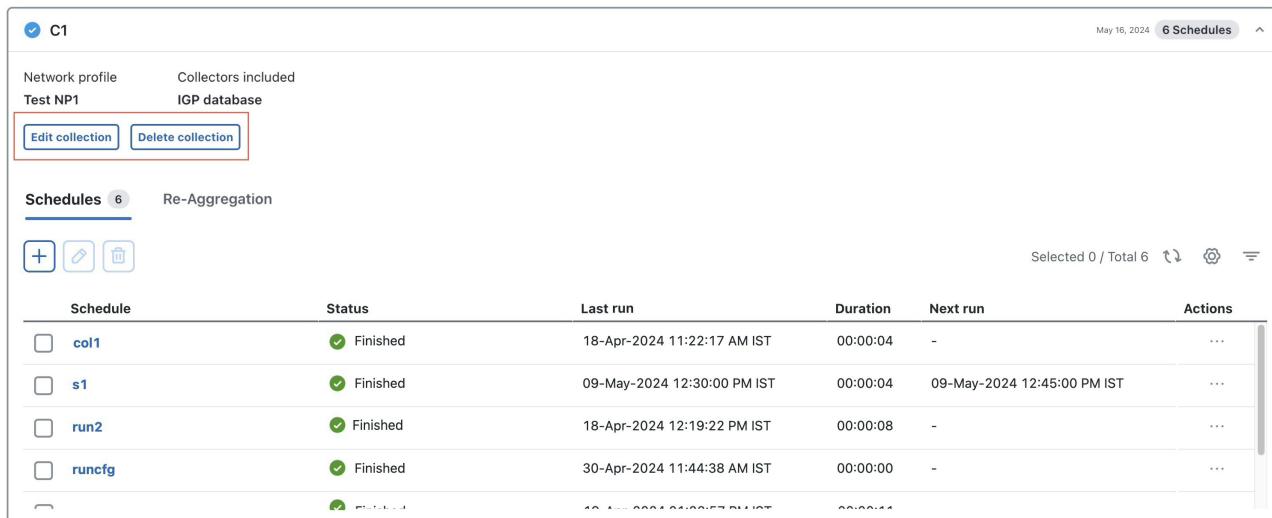 C1 May 16, 2024 6 Schedules
Network profile Collectors included
Test NP1 IGP database
Edit collection Delete collection
Schedules 6 Re-Aggregation
Selected 0 / Total 6
Schedule Status Last run Duration Next run Actions
col1 Finished 18-Apr-2024 11:22:17 AM IST 00:00:04 - ...
s1 Finished 09-May-2024 12:30:00 PM IST 00:00:04 09-May-2024 12:45:00 PM IST ...
run2 Finished 18-Apr-2024 12:19:22 PM IST 00:00:08 - ...
runcfg Finished 30-Apr-2024 11:44:38 AM IST 00:00:00 - ...
Finished